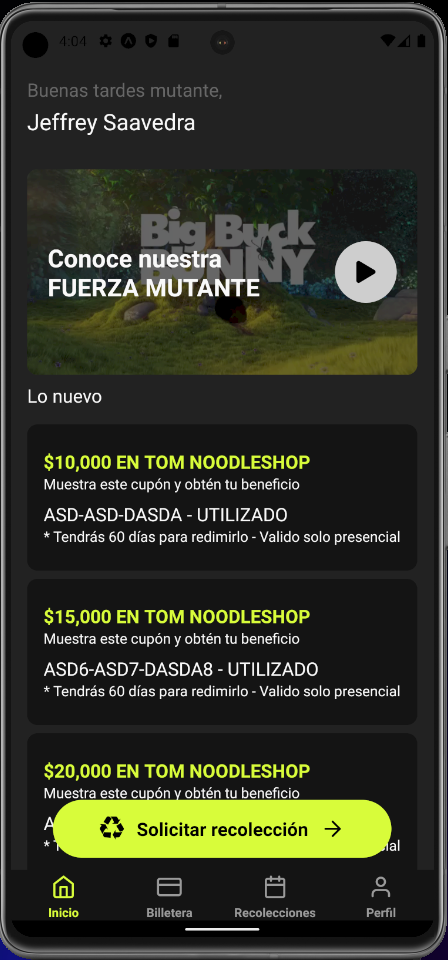 4:04
Buenas tardes mutante,
Jeffrey Saavedra
Big Buck
BUNNY
Conoce nuestra
FUERZA MUTANTE
Lo nuevo
$10,000 EN TOM NOODLESHOP
Muestra este cupón y obtén tu beneficio
ASD-ASD-DASDA - UTILIZADO
* Tendrás 60 días para redimirlo - Valido solo presencial
$15,000 EN TOM NOODLESHOP
Muestra este cupón y obtén tu beneficio
ASD6-ASD7-DASDA8 - UTILIZADO
* Tendrás 60 días para redimirlo - Valido solo presencial
$20,000 EN TOM NOODLESHOP
Muestra este cupón y obtén tu beneficio
Solicitar recolección
Inicio
Billetera
Recolecciones
Perfil